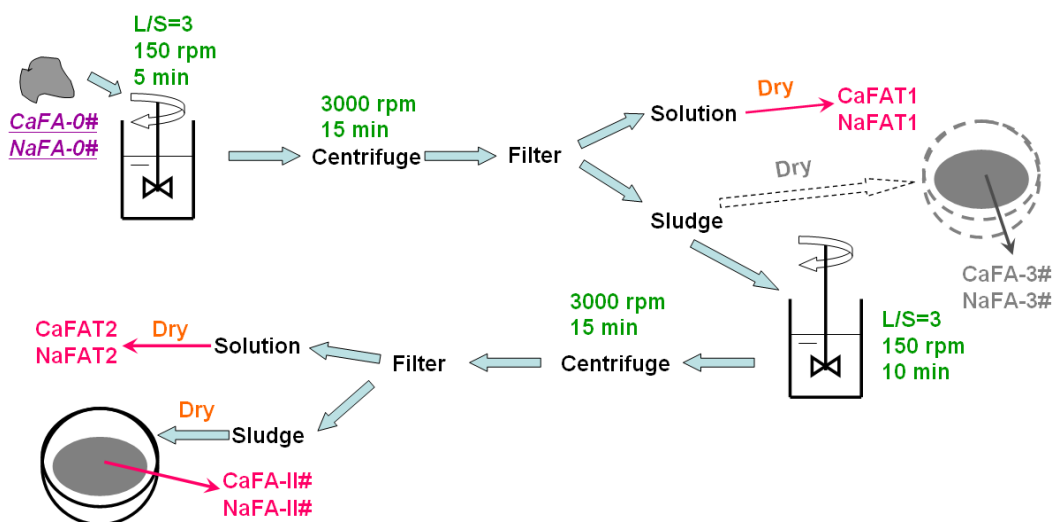 L/S=3
150 rpm
5 min
CaFA-0#
NaFA-0#
3000 rpm
15 min
Centrifuge
Filter
Solution
Dry
CaFAT1
NaFAT1
Sludge
Dry
CaFA-3#
NaFA-3#
L/S=3
150 rpm
10 min
3000 rpm
15 min
Centrifuge
Filter
Solution
Dry
CaFAT2
NaFAT2
Sludge
Dry
CaFA-II#
NaFA-II#